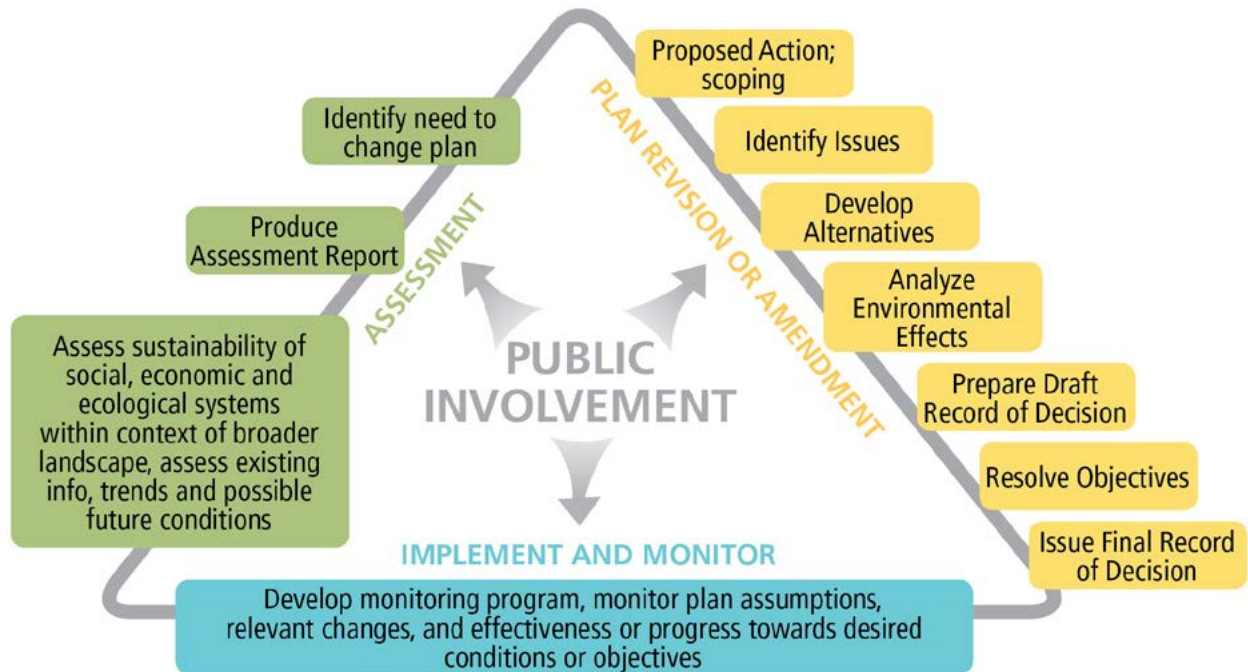 Assess sustainability of
social, economic and
ecological systems
within context of broader
landscape, assess existing
info, trends and possible
future conditions
Produce
Assessment Report
Identify need to
change plan
ASSESSMENT
Proposed Action;
scoping
Identify Issues
Develop
Alternatives
Analyze
Environmental
Effects
Prepare Draft
Record of Decision
Resolve Objectives
Issue Final Record
of Decision
PLAN REVISION OR AMENDMENT
PUBLIC
INVOLVEMENT
IMPLEMENT AND MONITOR
Develop monitoring program, monitor plan assumptions,
relevant changes, and effectiveness or progress towards desired
conditions or objectives